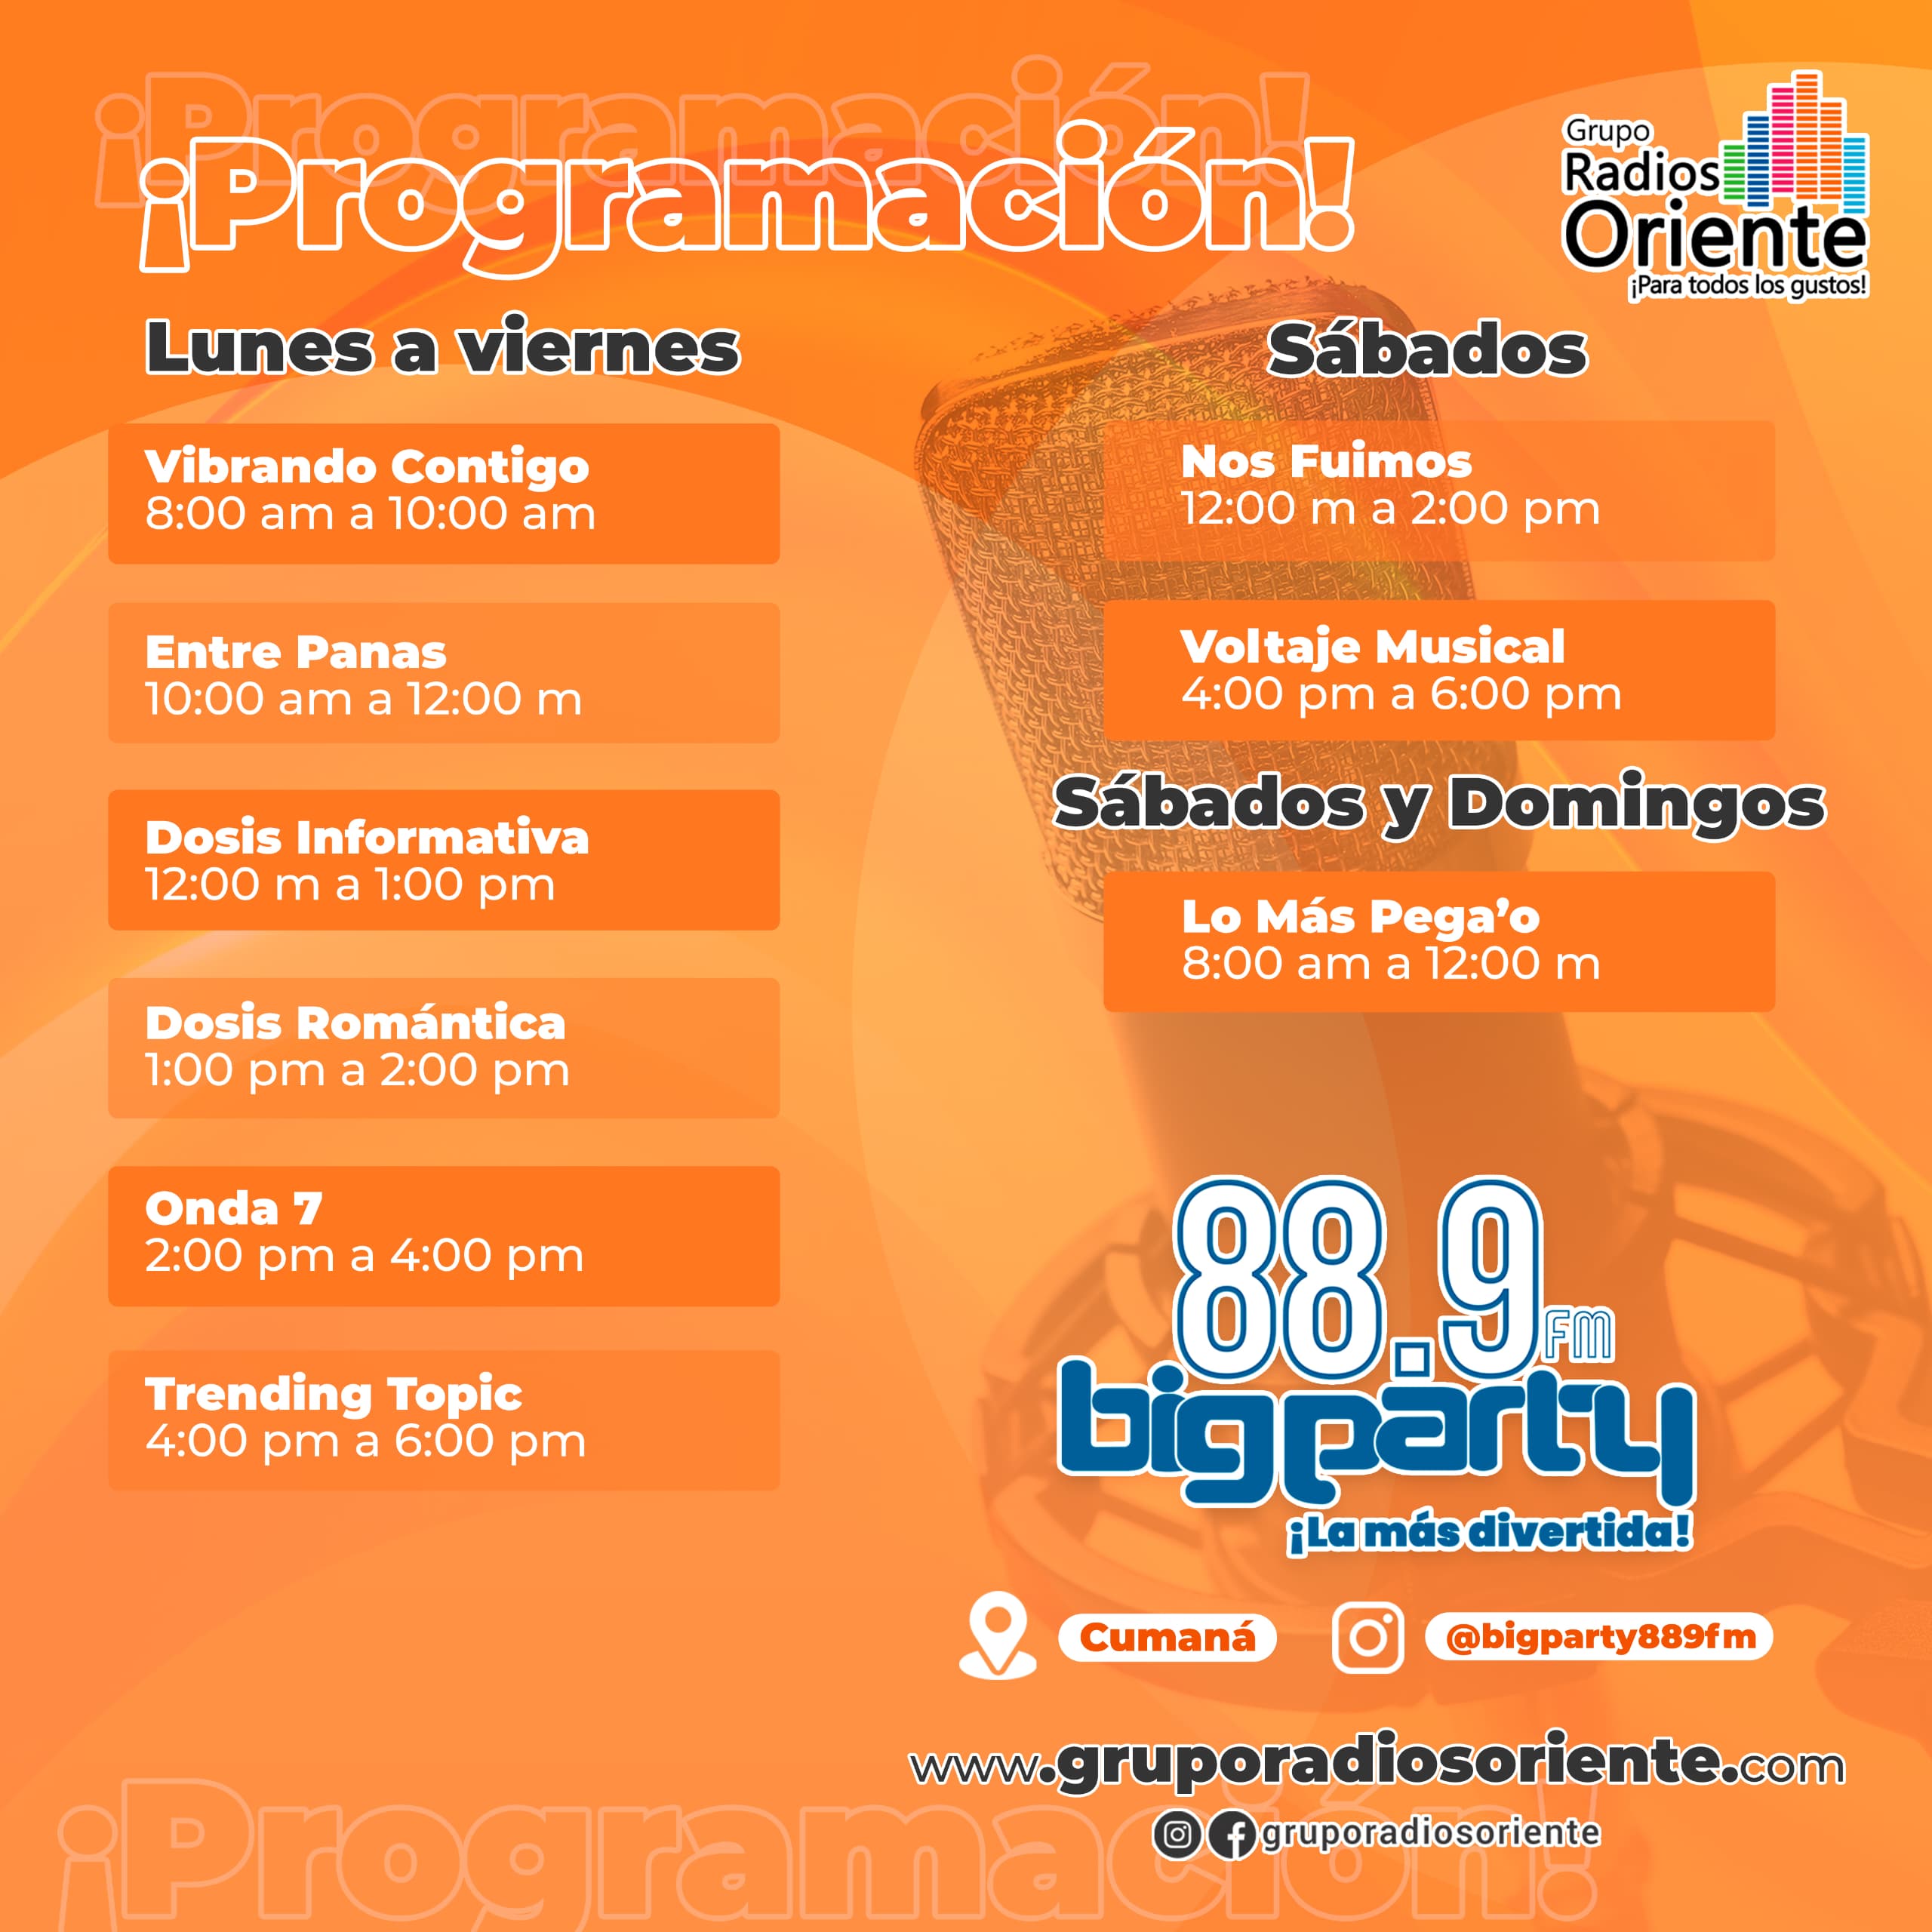 ¡Programación!
¡Programación!
Grupo
Radios
Oriente
¡Para todos los gustos!
Lunes a viernes
Vibrando Contigo
8:00 am a 10:00 am
Entre Panas
10:00 am a 12:00 m
Dosis Informativa
12:00 m a 1:00 pm
Dosis Romántica
1:00 pm a 2:00 pm
Onda 7
2:00 pm a 4:00 pm
Trending Topic
4:00 pm a 6:00 pm
Sábados
Nos Fuimos
12:00 m a 2:00 pm
Voltaje Musical
4:00 pm a 6:00 pm
Sábados y Domingos
Lo Más Pega’o
8:00 am a 12:00 m
88.9 FM
bigparty
¡La más divertida!
Cumaná
@bigparty889fm
www.gruporadiosoriente.com
gruporadiosoriente
¡Programación!